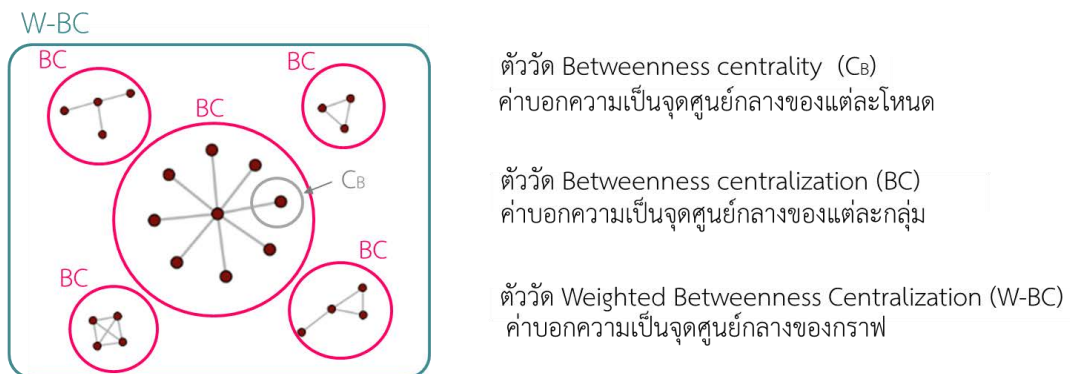 W-BC
BC
BC
BC
CB
BC
BC
ตัววัด Betweenness centrality (CB)
ค่าบอกความเป็นจุดศูนย์กลางของแต่ละโหนด
ตัววัด Betweenness centralization (BC)
ค่าบอกความเป็นจุดศูนย์กลางของแต่ละกลุ่ม
ตัววัด Weighted Betweenness Centralization (W-BC)
ค่าบอกความเป็นจุดศูนย์กลางของกราฟ